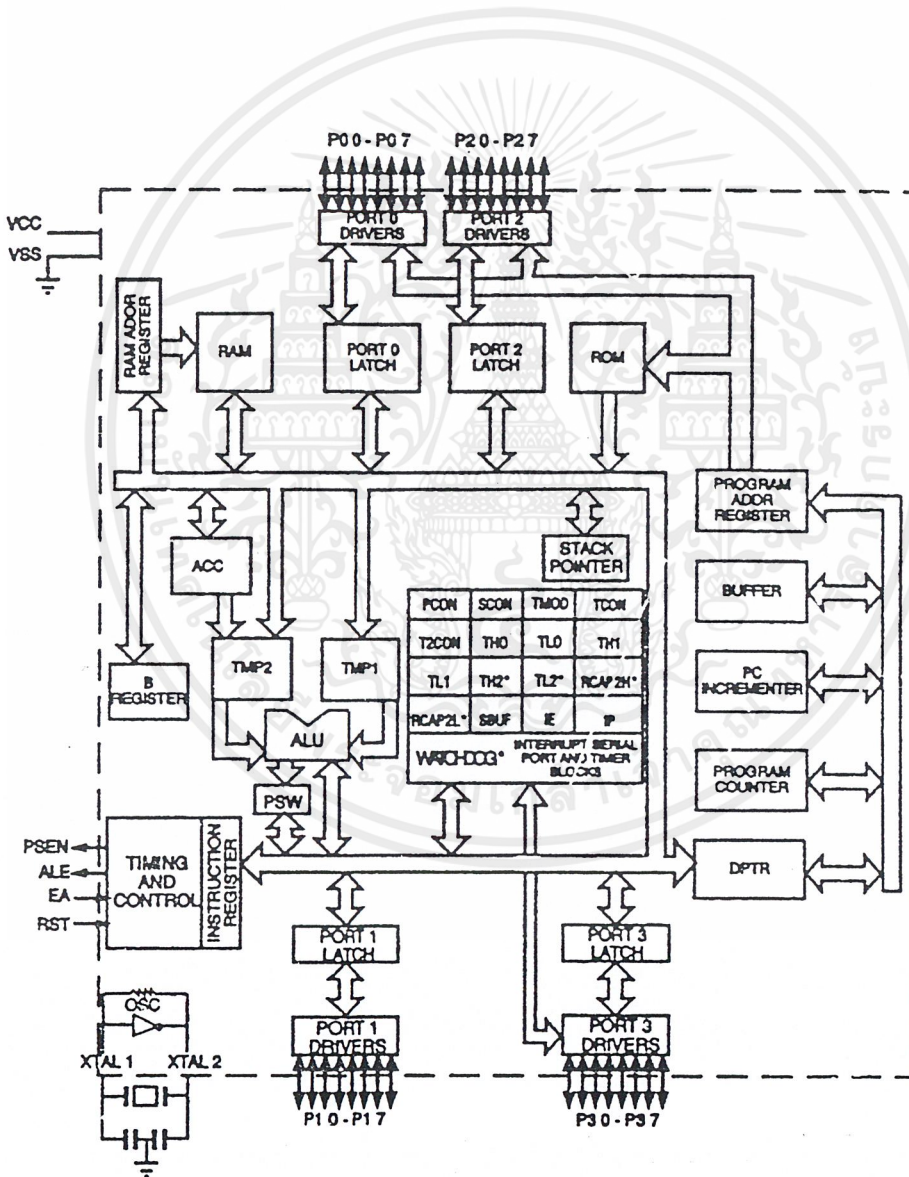 P00-P07
P20-P27
VCC
VSS
PORT 0
DRIVERS
PORT 2
DRIVERS
RAM ADDR
REGISTER
RAM
PORT 0
LATCH
PORT 2
LATCH
ROM
PROGRAM
ADDR
REGISTER
STACK
POINTER
ACC
BUFFER
PCON SCON TMOD TCON
T2CON TH0 TL0 TH1
TL1 TH2* TL2* RCAP2H*
RCAP2L* SBUF IE IP
WATCHDOG*
INTERRUPT SERIAL
PORT AND TIMER
BLOCKS
TMP2
TMP1
B
REGISTER
ALU
PC
INCREMENTER
PSW
PROGRAM
COUNTER
PSEN
ALE
EA
RST
TIMING
AND
CONTROL
INSTRUCTION
REGISTER
DPTR
PORT 1
LATCH
PORT 3
LATCH
OSC
PORT 1
DRIVERS
PORT 3
DRIVERS
XTAL 1
XTAL 2
P10-P17
P30-P37